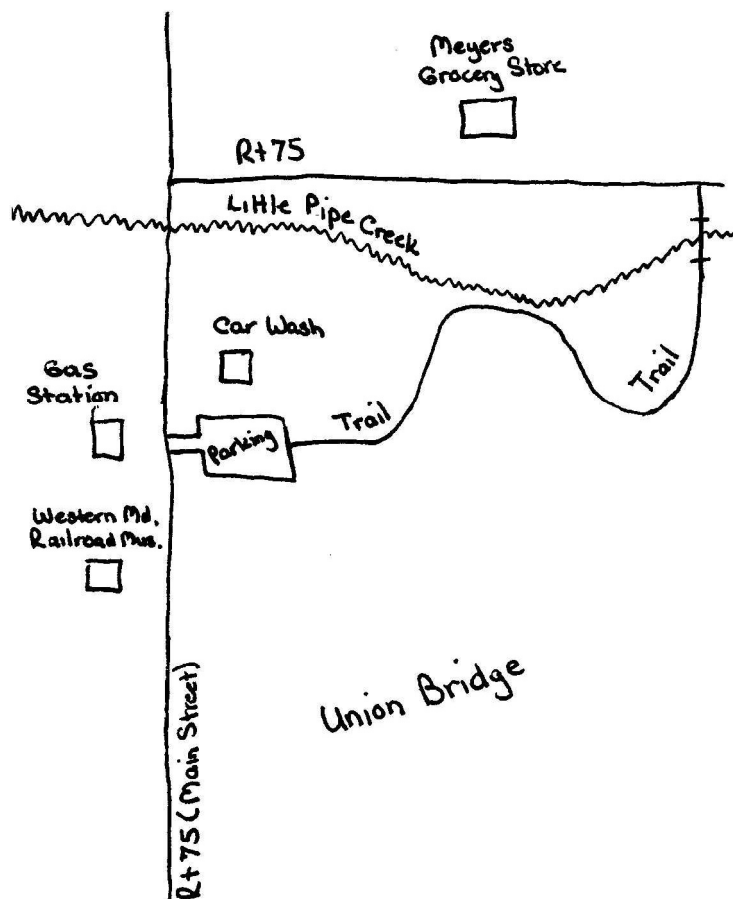 Meyers
Grocery Store
Rt 75
Little Pipe Creek
Car Wash
Gas
Station
Trail
Trail
Parking
Western Md.
Railroad Mus.
Union Bridge
Rt 75 (Main Street)